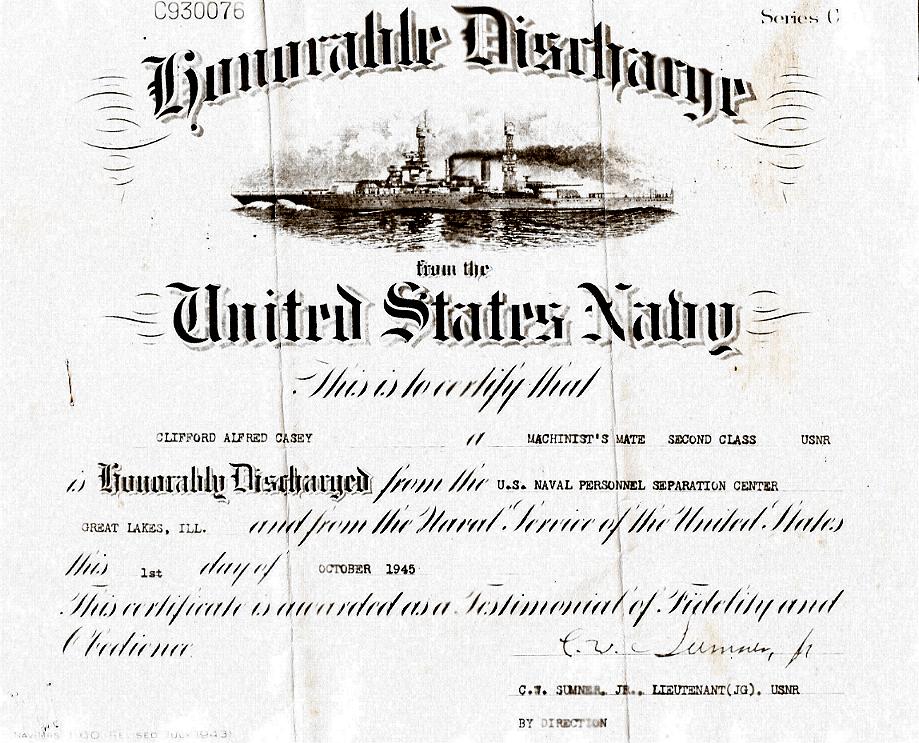 C930076
Series C
Honorable Discharge
from the
United States Navy
This is to certify that
CLIFFORD ALFRED CASEY a MACHINIST'S MATE SECOND CLASS USNR
is Honorably Discharged from the U.S. NAVAL PERSONNEL SEPARATION CENTER
GREAT LAKES, ILL. and from the Naval Service of the United States
this 1st day of OCTOBER 1945
This certificate is awarded as a Testimonial of Fidelity and
Obedience.
C. W. Sumner, Jr
C.W. SUMNER, JR., LIEUTENANT(JG), USNR
BY DIRECTION
REVISED JULY 1943